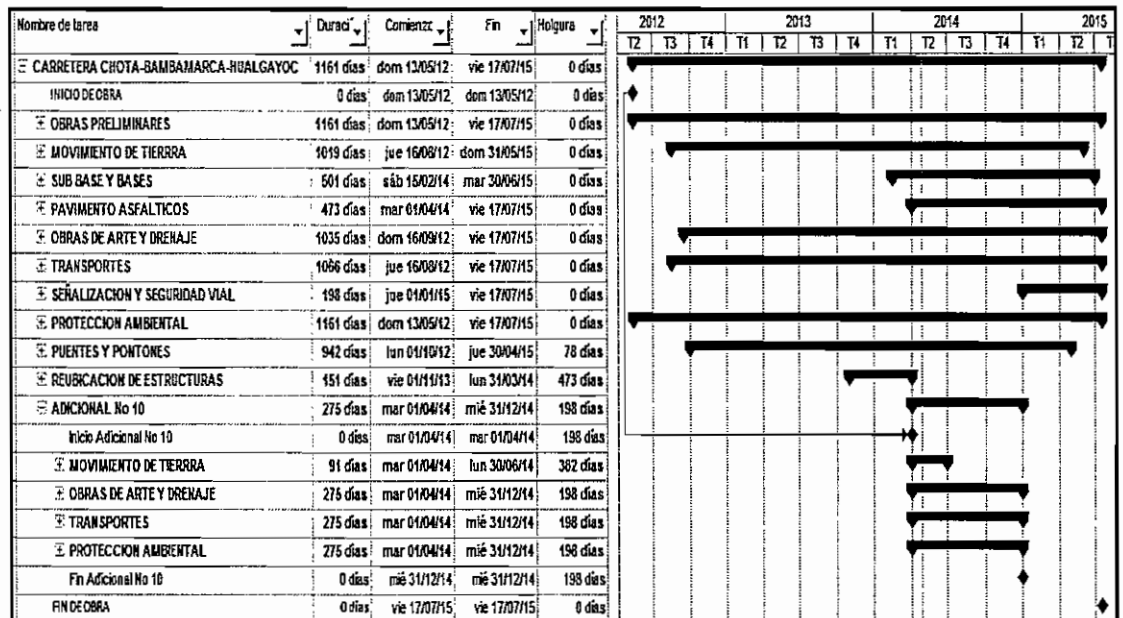 Nombre de tarea Duraci Comienzc Fin Holgura 2012 2013 2014 2015
T2 T3 T4 T1 T2 T3 T4 T1 T2 T3 T4 T1 T2 T
CARRETERA CHOTA-BAMBAMARCA-HUALGAYOC 1161 días dom 13/05/12 vie 17/07/15 0 días
INICIO DE OBRA 0 días dom 13/05/12 dom 13/05/12 0 días
OBRAS PRELIMINARES 1161 días dom 13/05/12 vie 17/07/15 0 días
MOVIMIENTO DE TIERRRA 1019 días jue 16/08/12 dom 31/05/15 0 días
SUB BASE Y BASES 501 días sáb 15/02/14 mar 30/06/15 0 días
PAVIMENTO ASFALTICOS 473 días mar 01/04/14 vie 17/07/15 0 días
OBRAS DE ARTE Y DRENAJE 1035 días dom 16/09/12 vie 17/07/15 0 días
TRANSPORTES 1066 días jue 16/08/12 vie 17/07/15 0 días
SEÑALIZACION Y SEGURIDAD VIAL 198 días jue 01/01/15 vie 17/07/15 0 días
PROTECCION AMBIENTAL 1161 días dom 13/05/12 vie 17/07/15 0 días
PUENTES Y PONTONES 942 días lun 01/10/12 jue 30/04/15 78 días
REUBICACION DE ESTRUCTURAS 151 días vie 01/11/13 lun 31/03/14 473 días
ADICIONAL No 10 275 días mar 01/04/14 mié 31/12/14 198 días
Inicio Adicional No 10 0 días mar 01/04/14 mar 01/04/14 198 días
MOVIMIENTO DE TIERRRA 91 días mar 01/04/14 lun 30/06/14 382 días
OBRAS DE ARTE Y DRENAJE 275 días mar 01/04/14 mié 31/12/14 198 días
TRANSPORTES 275 días mar 01/04/14 mié 31/12/14 198 días
PROTECCION AMBIENTAL 275 días mar 01/04/14 mié 31/12/14 198 días
Fin Adicional No 10 0 días mié 31/12/14 mié 31/12/14 198 días
FIN DE OBRA 0 días vie 17/07/15 vie 17/07/15 0 días